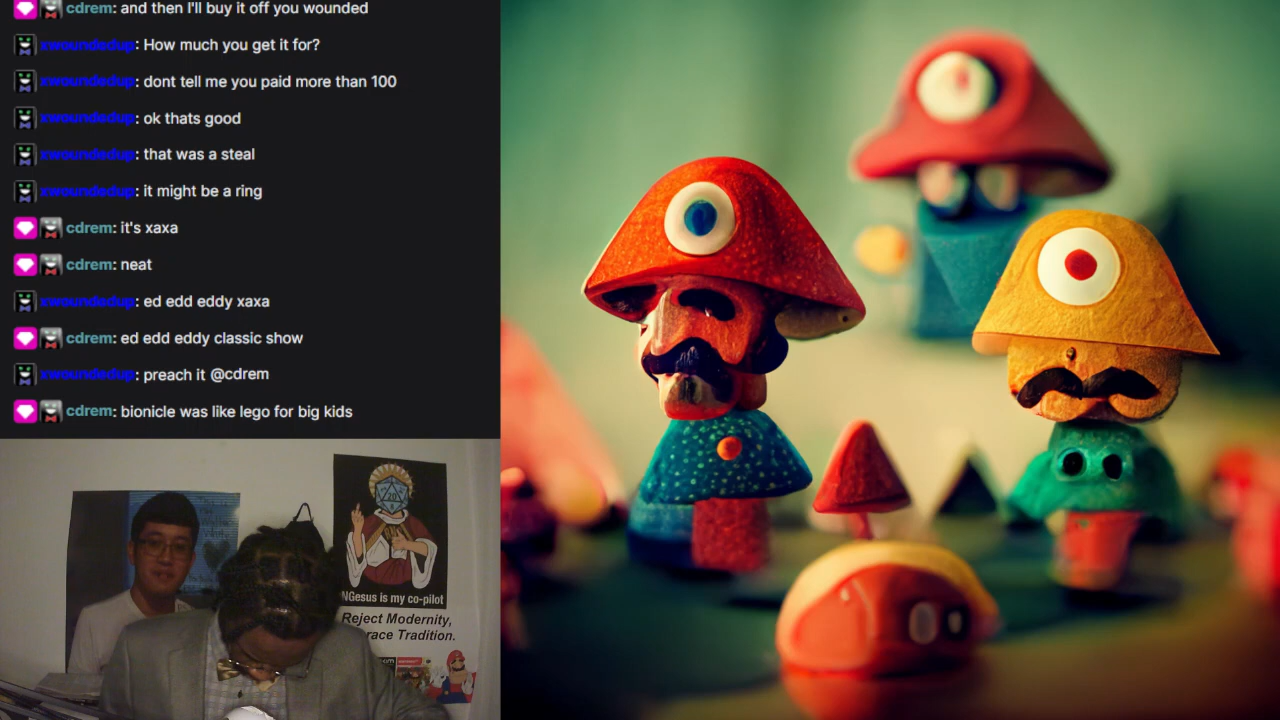 cdrem: and then I'll buy it off you wounded
xwoundedup: How much you get it for?
xwoundedup: dont tell me you paid more than 100
xwoundedup: ok thats good
xwoundedup: that was a steal
xwoundedup: it might be a ring
cdrem: it's xaxa
cdrem: neat
xwoundedup: ed edd eddy xaxa
cdrem: ed edd eddy classic show
xwoundedup: preach it @cdrem
cdrem: bionicle was like lego for big kids
20
NGesus is my co-pilot
Reject Modernity,
race Tradition.